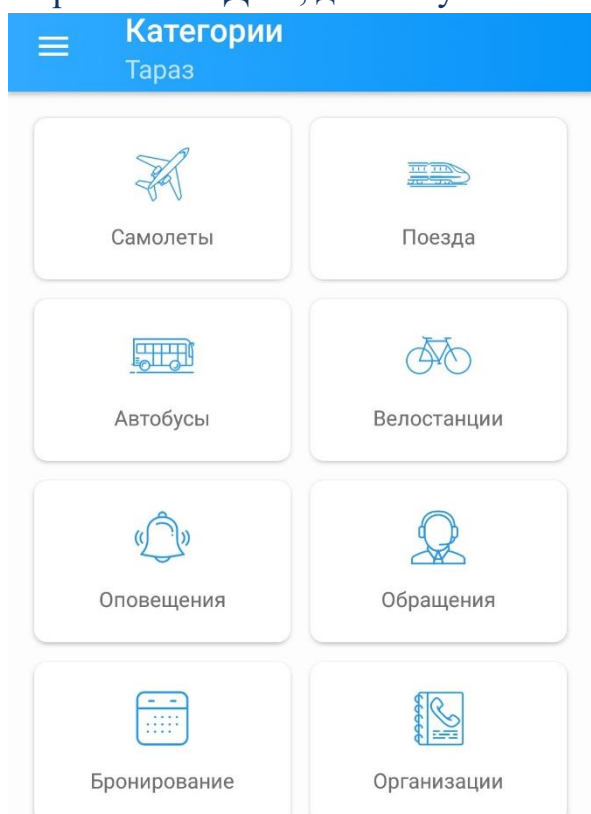 Категории
Тараз
Самолеты
Поезда
Автобусы
Велостанции
Оповещения
Обращения
Бронирование
Организации